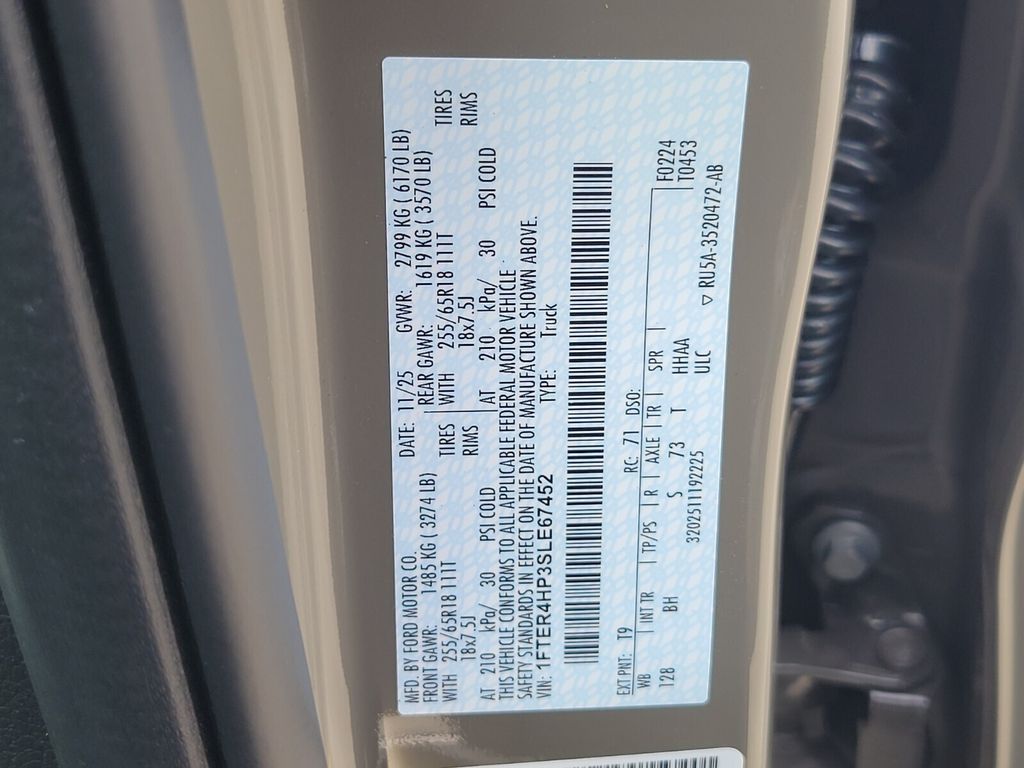 MFD. BY FORD MOTOR CO.
DATE: 11/25 GVWR: 2799 KG (6170 LB)
FRONT GAWR: 1485 KG (3274 LB) REAR GAWR: 1619 KG (3570 LB)
WITH 255/65R18 111T TIRES WITH 255/65R18 111T TIRES
18x7.5J RIMS 18x7.5J RIMS
AT 210 kPa/ 30 PSI COLD AT 210 kPa/ 30 PSI COLD
THIS VEHICLE CONFORMS TO ALL APPLICABLE FEDERAL MOTOR VEHICLE
SAFETY STANDARDS IN EFFECT ON THE DATE OF MANUFACTURE SHOWN ABOVE.
VIN: 1FTER4HP3SLE67452 TYPE: Truck
EXT PNT: T9 RC: 71 DSO:
WB INT TR TP/PS R AXLE TR SPR F0224
128 BH S 73 T HHIAA T0453
3202511192225 ULC
▽ RU5A-3520472-AB